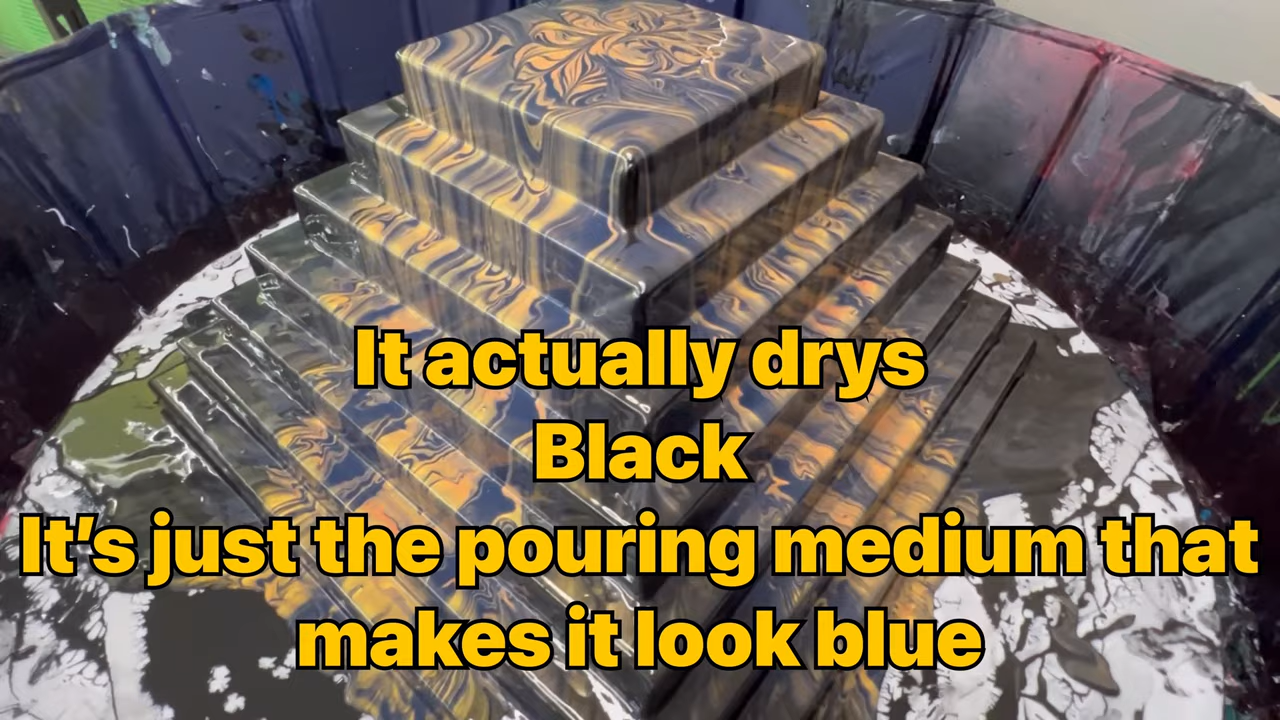 It actually drys
Black
It's just the pouring medium that
makes it look blue